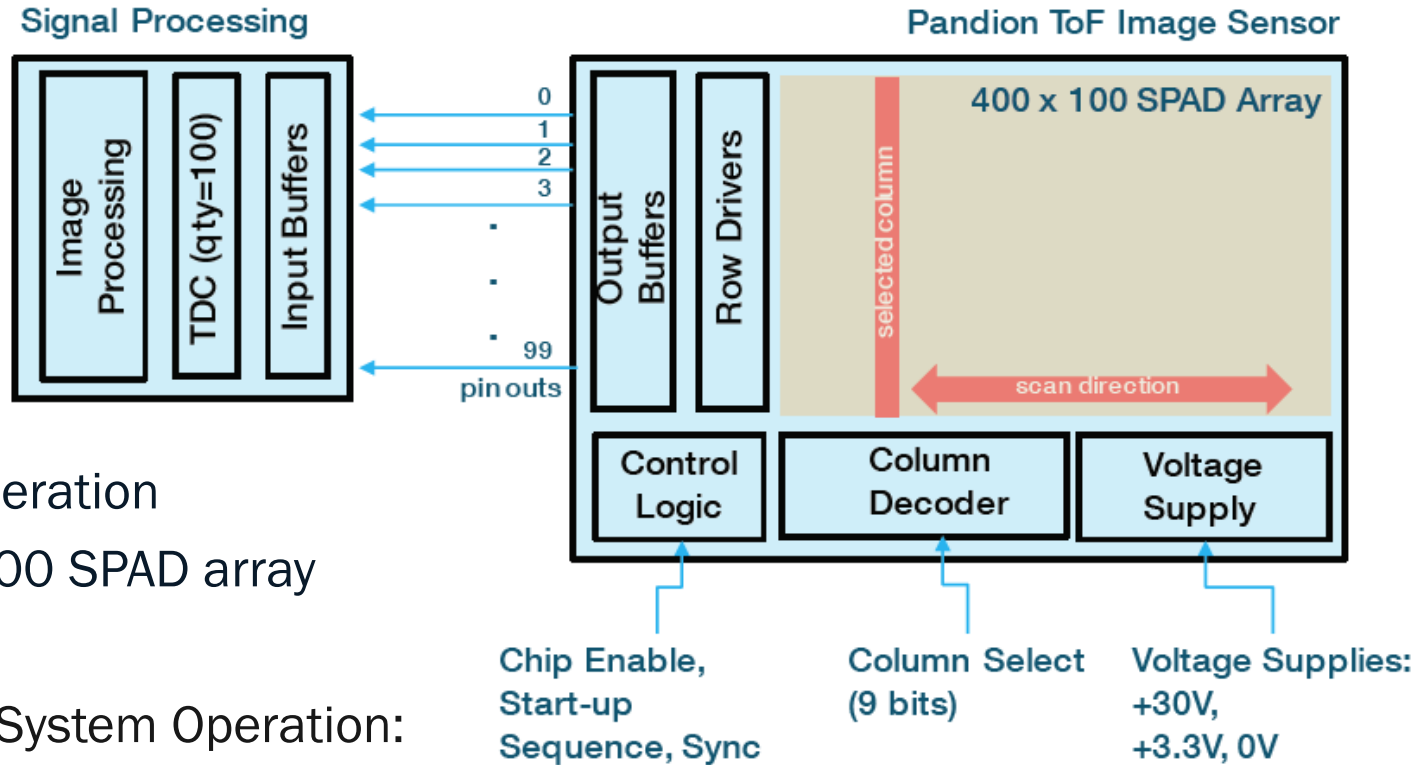 Signal Processing
Pandion ToF Image Sensor
Image
Processing
TDC (qty=100)
Input Buffers
0
1
2
3
.
.
.
99
pin outs
Output
Buffers
Row Drivers
400 x 100 SPAD Array
selected column
scan direction
Control
Logic
Column
Decoder
Voltage
Supply
eration
00 SPAD array
System Operation:
Chip Enable,
Start-up
Sequence, Sync
Column Select
(9 bits)
Voltage Supplies:
+30V,
+3.3V, 0V